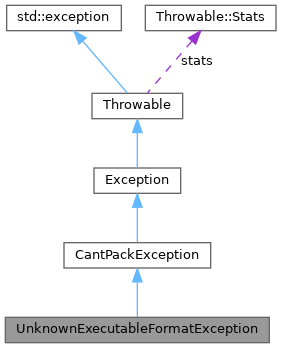 std::exception
Throwable::Stats
stats
Throwable
Exception
CantPackException
UnknownExecutableFormatException